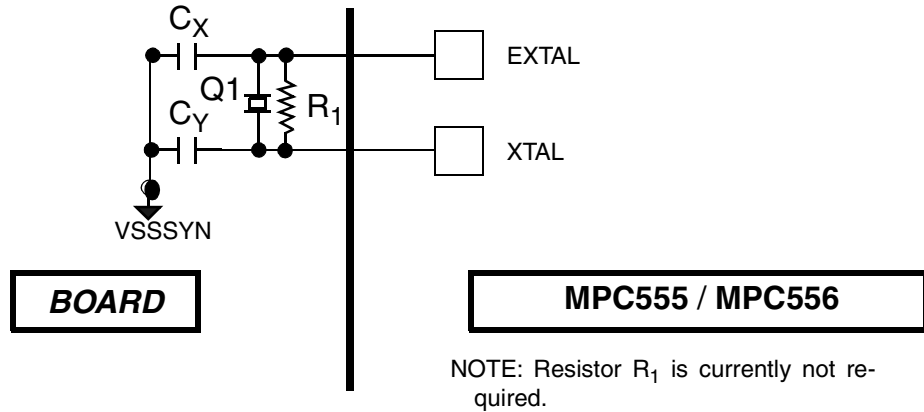 CX
EXTAL
Q1
R1
CY
XTAL
VSSSYN
BOARD
MPC555 / MPC556
NOTE: Resistor R1 is currently not re-
quired.